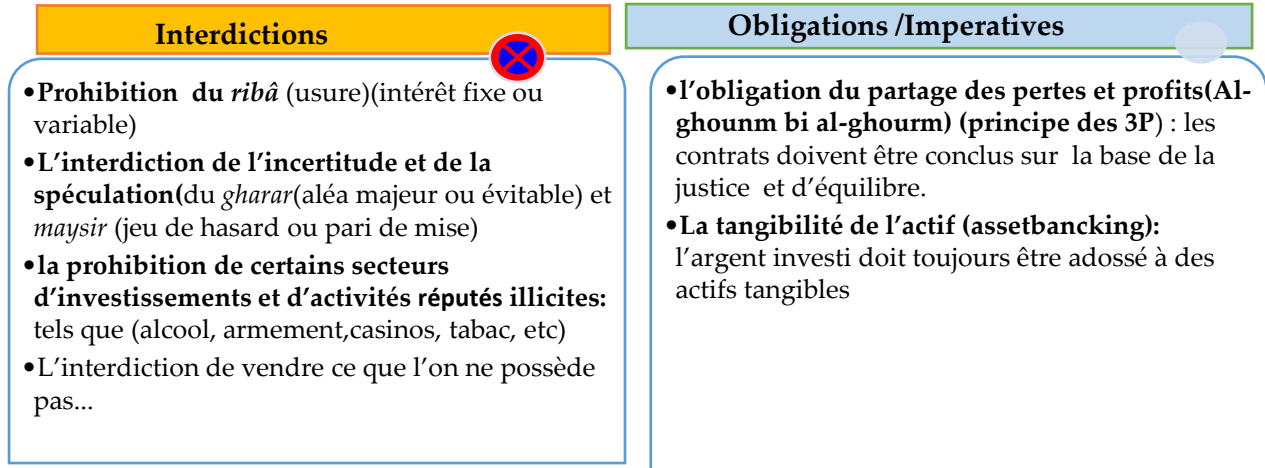 Interdictions
•Prohibition du ribâ (usure)(intérêt fixe ou
variable)
•L’interdiction de l’incertitude et de la
spéculation(du gharar(aléa majeur ou évitable) et
maysir (jeu de hasard ou pari de mise)
•la prohibition de certains secteurs
d’investissements et d’activités réputés illicites:
tels que (alcool, armement,casinos, tabac, etc)
•L’interdiction de vendre ce que l’on ne possède
pas...
Obligations /Imperatives
•l’obligation du partage des pertes et profits(Al-
ghounm bi al-ghourm) (principe des 3P) : les
contrats doivent être conclus sur la base de la
justice et d’équilibre.
•La tangibilité de l’actif (assetbancking):
l’argent investi doit toujours être adossé à des
actifs tangibles